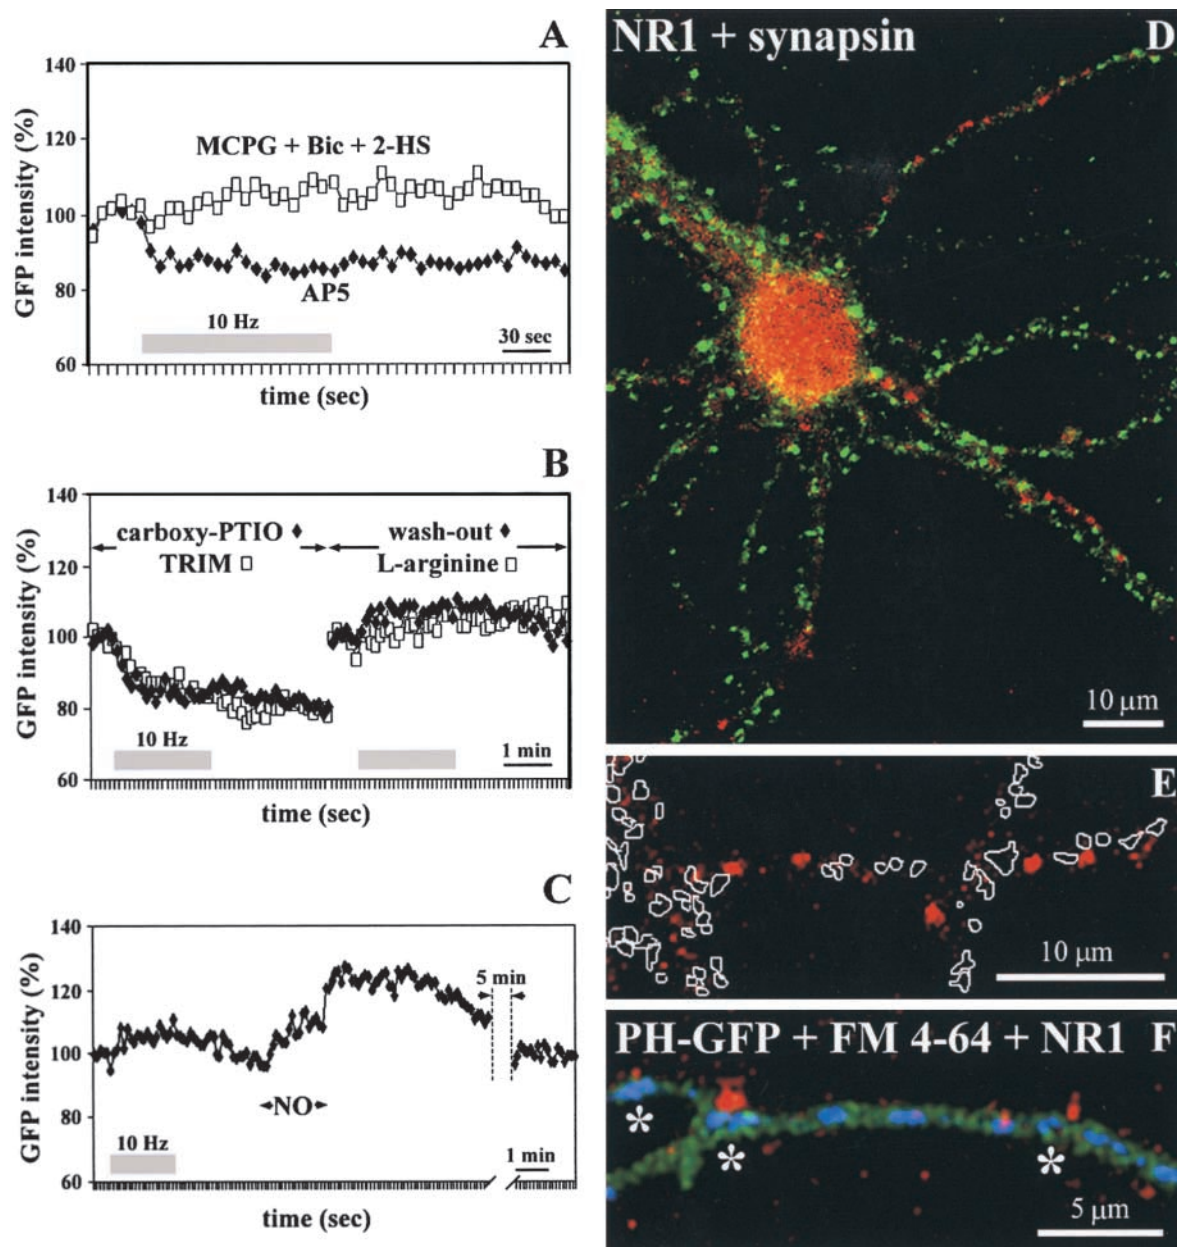 A
140
120
100
80
60
GFP intensity (%)
MCPG + Bic + 2-HS
AP5
10 Hz
30 sec
time (sec)
B
140
120
100
80
60
GFP intensity (%)
carboxy-PTIO
wash-out
TRIM
L-arginine
10 Hz
1 min
time (sec)
C
140
120
100
80
60
GFP intensity (%)
5 min
NO
10 Hz
1 min
time (sec)
NR1 + synapsin D
10 μm
E
10 μm
PH-GFP + FM 4-64 + NR1 F
* * *
5 μm